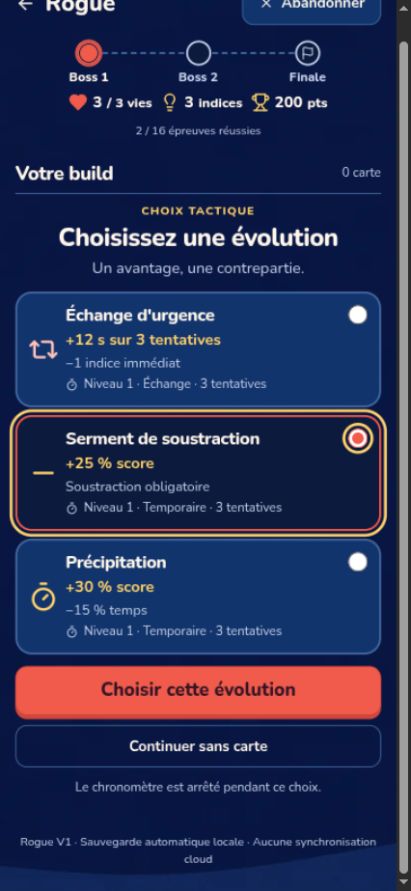 ← Rogue
× Abandonner
Boss 1
Boss 2
Finale
3 / 3 vies
3 indices
200 pts
2 / 16 épreuves réussies
Votre build
0 carte
CHOIX TACTIQUE
Choisissez une évolution
Un avantage, une contrepartie.
Échange d'urgence
+12 s sur 3 tentatives
−1 indice immédiat
Niveau 1 · Échange · 3 tentatives
Serment de soustraction
+25 % score
Soustraction obligatoire
Niveau 1 · Temporaire · 3 tentatives
Précipitation
+30 % score
−15 % temps
Niveau 1 · Temporaire · 3 tentatives
Choisir cette évolution
Continuer sans carte
Le chronomètre est arrêté pendant ce choix.
Rogue V1 · Sauvegarde automatique locale · Aucune synchronisation
cloud